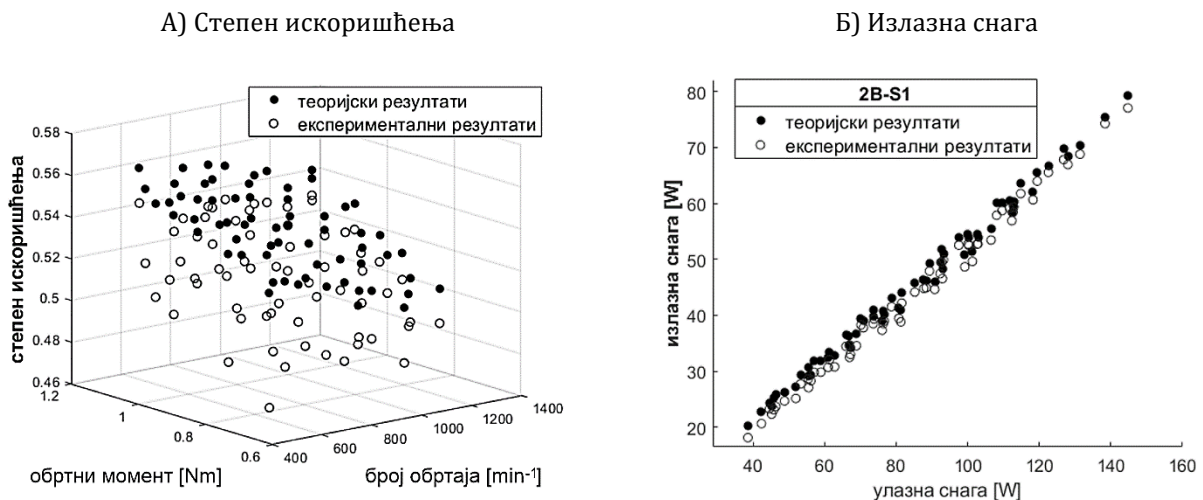 А) Степен искоришћења
теоријски резултати
експериментални резултати
степен искоришћења
0.58
0.56
0.54
0.52
0.5
0.48
0.46
1.2
1
0.8
0.6
400
600
800
1000
1200
1400
обртни момент [Nm]
број обртаја [min-1]
Б) Излазна снага
2B-S1
теоријски резултати
експериментални резултати
излазна снага [W]
80
70
60
50
40
30
20
40
60
80
100
120
140
160
улазна снага [W]